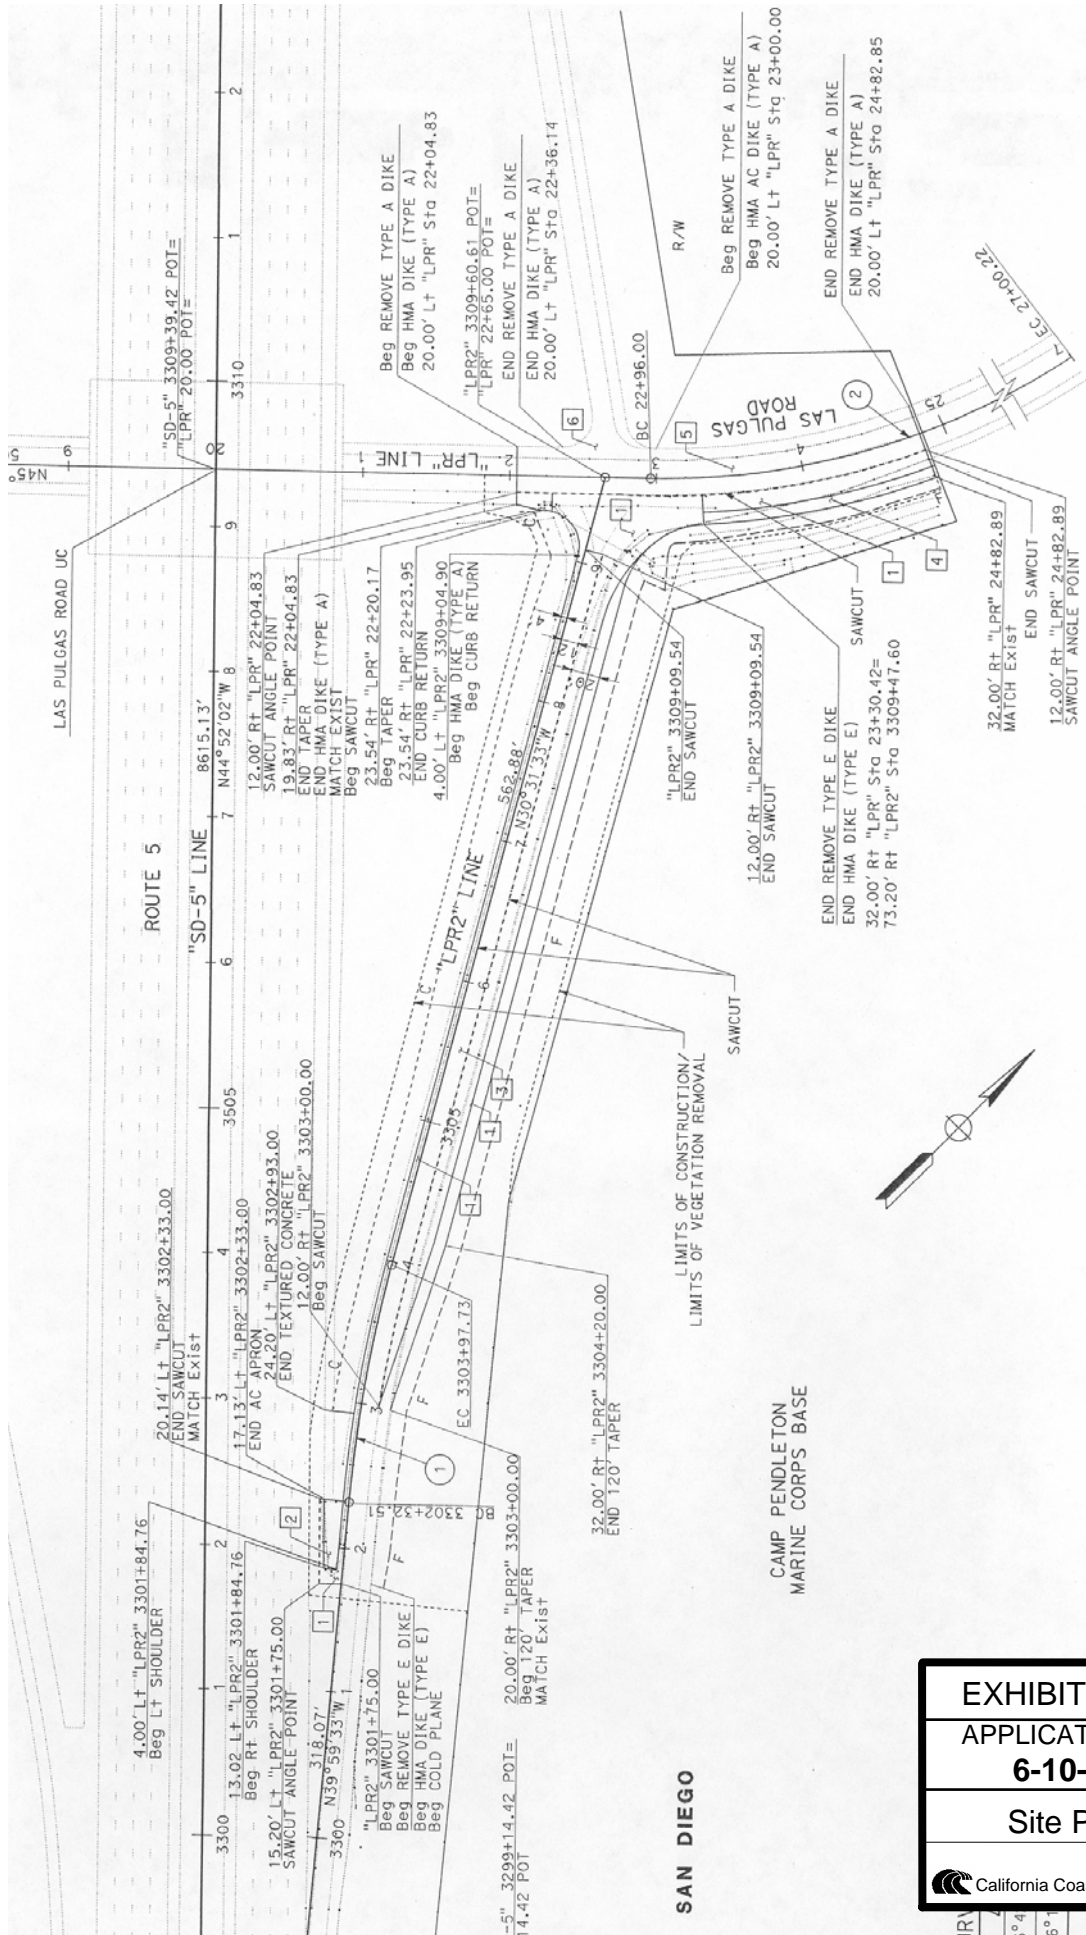 LAS PULGAS ROAD UC
"SD-5" 3309+39.42 POT=
"LPR" 20.00 POT=
N45°
ROUTE 5
"SD-5" LINE
8615.13'
N44°52'02"W
3310
3505
3300
"LPR" LINE
Beg REMOVE TYPE A DIKE
Beg HMA DIKE (TYPE A)
20.00' Lt "LPR" Sta 22+04.83
"LPR2" 3309+60.61 POT=
"LPR" 22+65.00 POT=
END REMOVE TYPE A DIKE
END HMA DIKE (TYPE A)
20.00' Lt "LPR" Sta 22+36.14
BC 22+96.00
R/W
Beg REMOVE TYPE A DIKE
Beg HMA AC DIKE (TYPE A)
20.00' Lt "LPR" Sta 23+00.00
END REMOVE TYPE A DIKE
END HMA DIKE (TYPE A)
20.00' Lt "LPR" Sta 24+82.85
LAS PULGAS
ROAD
EC 27+00.22
12.00' Rt "LPR" 22+04.83
SAWCUT ANGLE POINT
19.83' Rt "LPR" 22+04.83
END TAPER
END HMA DIKE (TYPE A)
MATCH EXIST
Beg SAWCUT
23.54' Rt "LPR" 22+20.17
Beg TAPER
23.54' Rt "LPR" 22+23.95
END CURB RETURN
4.00' Lt "LPR2" 3309+04.90
Beg HMA DIKE (TYPE A)
Beg CURB RETURN
562.88'
N30°31'33"W
"LPR2" LINE
"LPR2" 3309+09.54
END SAWCUT
12.00' Rt "LPR2" 3309+09.54
END SAWCUT
SAWCUT
END REMOVE TYPE E DIKE
END HMA DIKE (TYPE E)
32.00' Rt "LPR" Sta 23+30.42=
73.20' Rt "LPR2" Sta 3309+47.60
32.00' Rt "LPR" 24+82.89
MATCH Exist
END SAWCUT
12.00' Rt "LPR" 24+82.89
SAWCUT ANGLE POINT
SAWCUT
LIMITS OF CONSTRUCTION/
LIMITS OF VEGETATION REMOVAL
3305
20.14' Lt "LPR2" 3302+33.00
END SAWCUT
MATCH Exist
17.13' Lt "LPR2" 3302+33.00
END AC APRON
24.20' Lt "LPR2" 3302+93.00
END TEXTURED CONCRETE
12.00' Rt "LPR2" 3303+00.00
Beg SAWCUT
EC 3303+97.73
32.00' Rt "LPR2" 3304+20.00
END 120' TAPER
BC 3302+32.51
20.00' Rt "LPR2" 3303+00.00
Beg 120' TAPER
MATCH Exist
4.00' Lt "LPR2" 3301+84.76
Beg Lt SHOULDER
13.02 Lt "LPR2" 3301+84.76
Beg Rt SHOULDER
15.20' Lt "LPR2" 3301+75.00
SAWCUT ANGLE POINT
318.07'
N39°59'33"W
3300
"LPR2" 3301+75.00
Beg SAWCUT
Beg REMOVE TYPE E DIKE
Beg HMA DIKE (TYPE E)
Beg COLD PLANE
-5" 3299+14.42 POT=
14.42 POT
CAMP PENDLETON
MARINE CORPS BASE
SAN DIEGO
EXHIBIT
APPLICAT
6-10-
Site P
California Coa